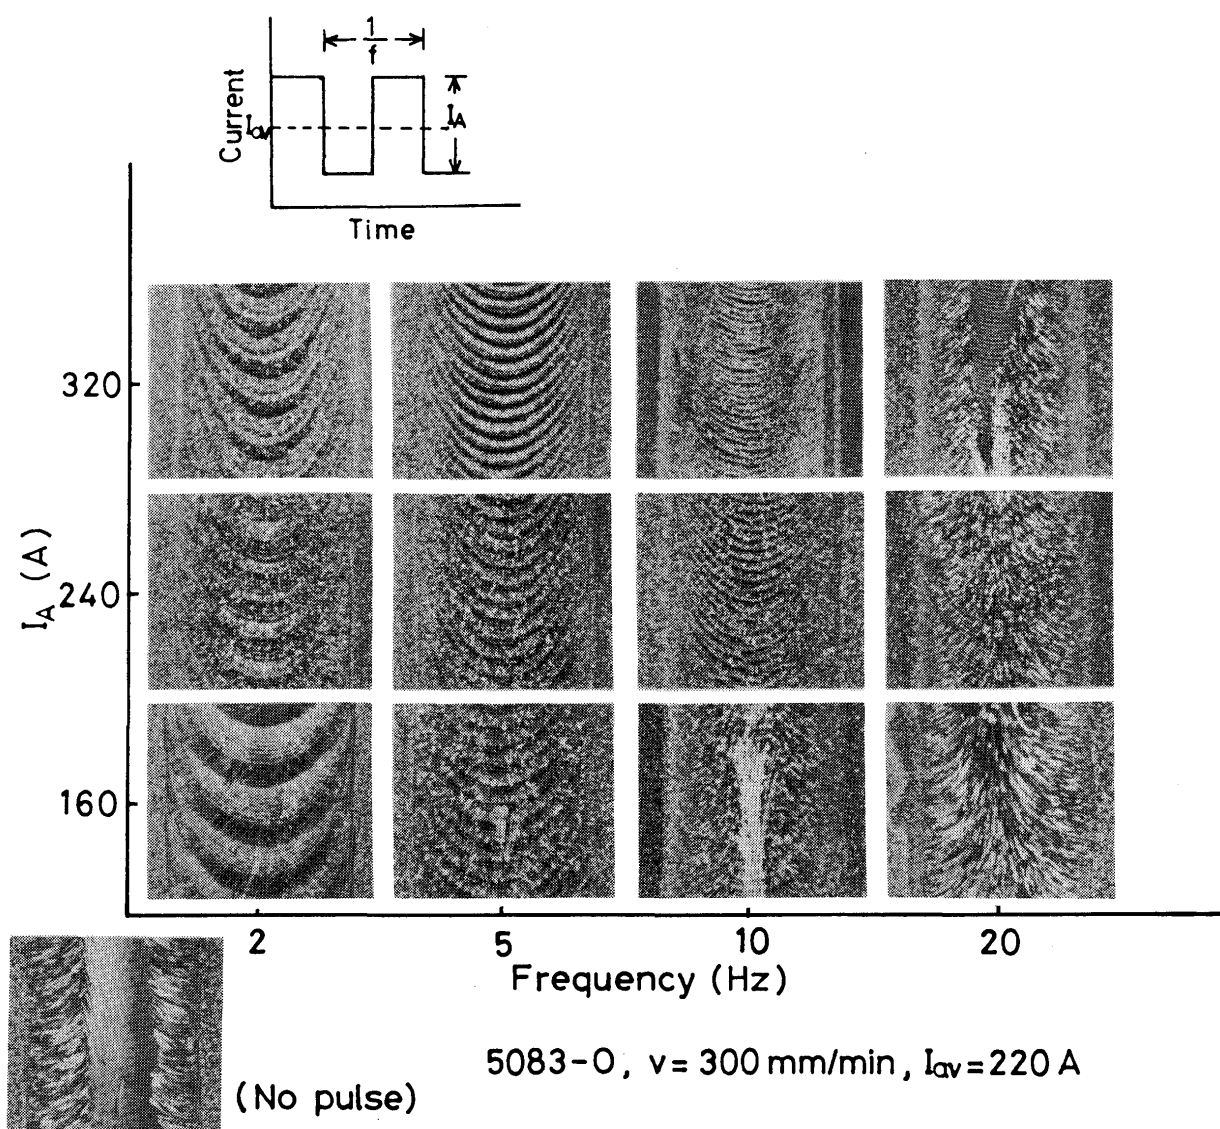 1
f
Current
Iav
IA
Time
IA (A)
320
240
160
2 5 10 20
Frequency (Hz)
(No pulse)
5083-O, v = 300 mm/min, Iav = 220 A